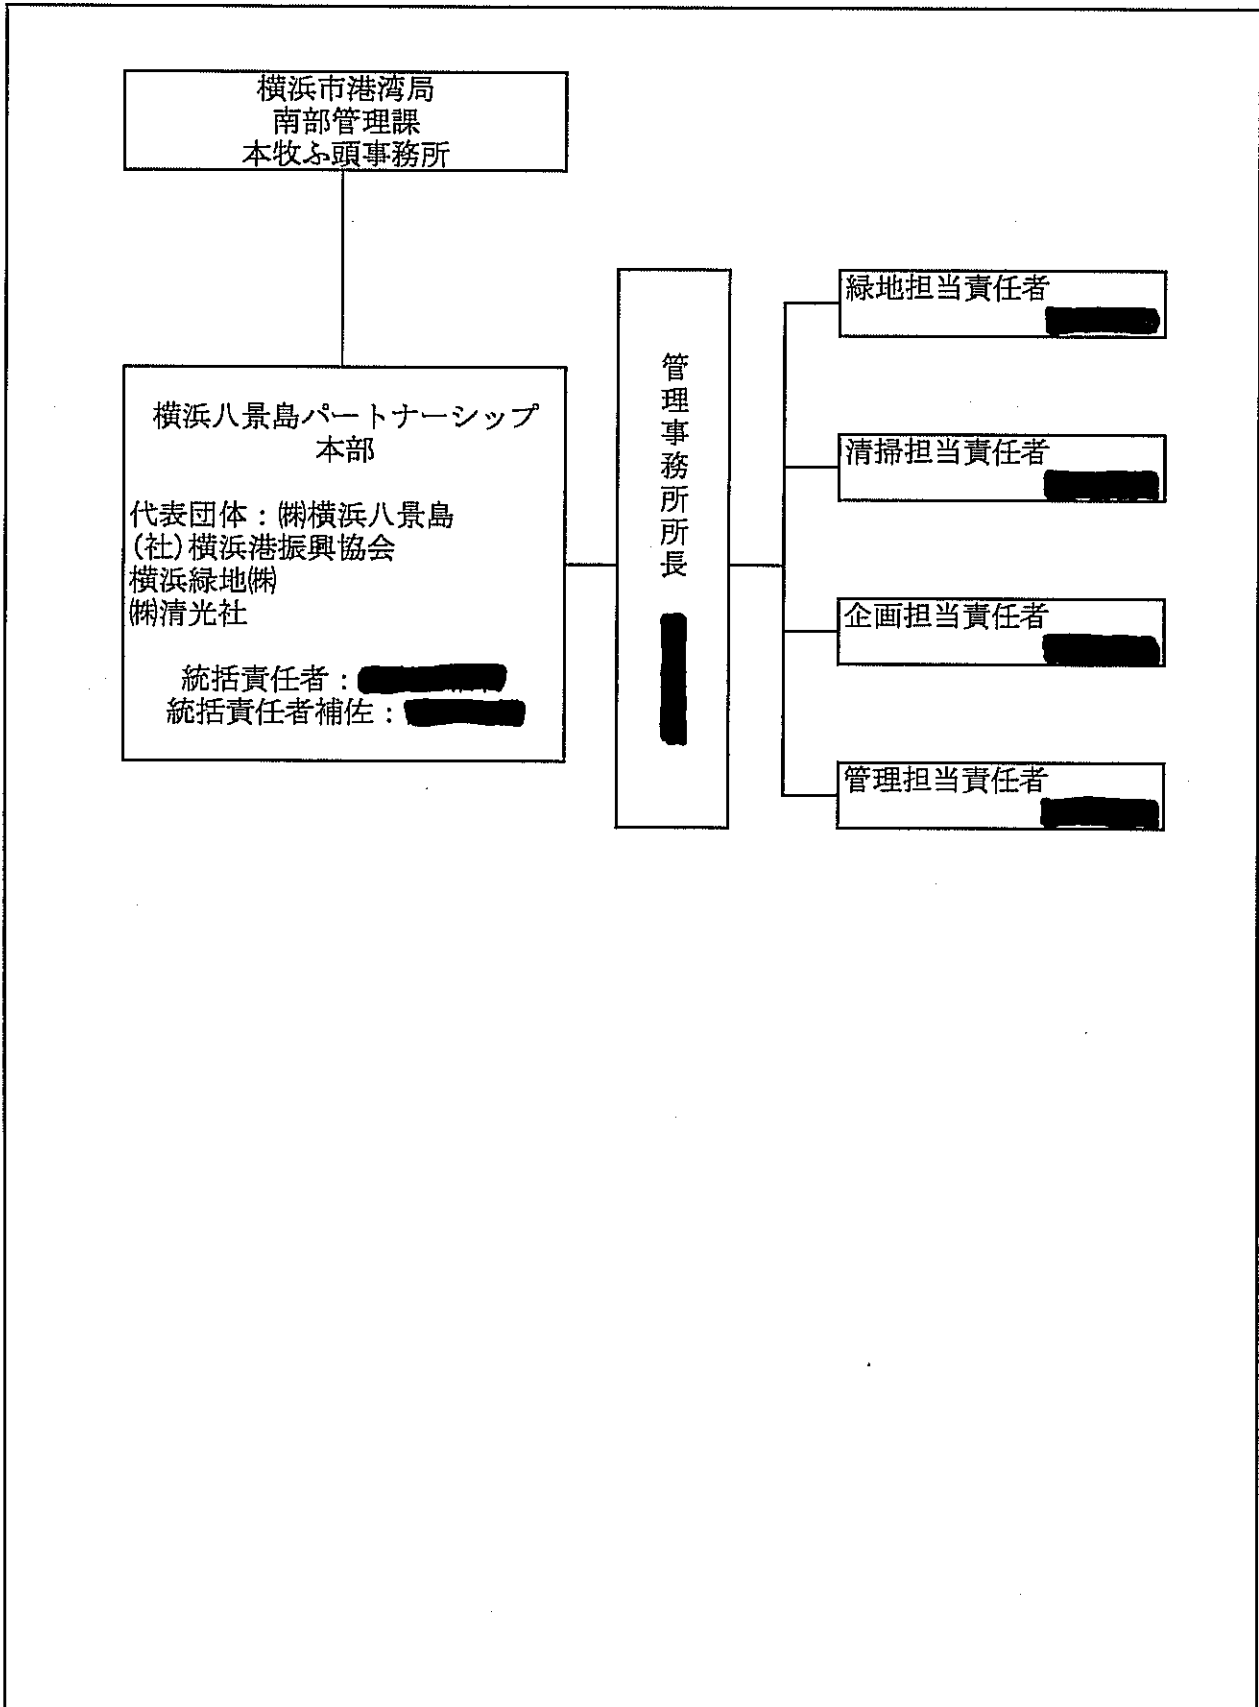 横浜市港湾局
南部管理課
本牧ふ頭事務所
横浜八景島パートナーシップ
本部
代表団体：㈱横浜八景島
(社)横浜港振興協会
横浜緑地㈱
㈱清光社
統括責任者：
統括責任者補佐：
管理事務所所長
緑地担当責任者
清掃担当責任者
企画担当責任者
管理担当責任者